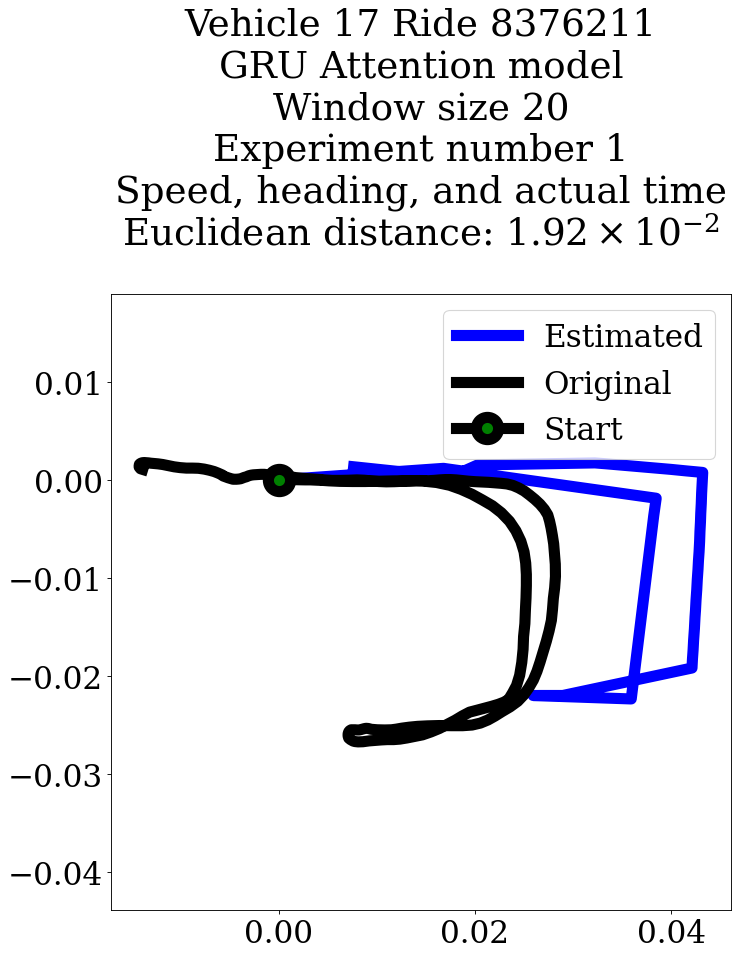 Vehicle 17 Ride 8376211
GRU Attention model
Window size 20
Experiment number 1
Speed, heading, and actual time
Euclidean distance: 1.92 × 10⁻²
Estimated
Original
Start
0.01
0.00
−0.01
−0.02
−0.03
−0.04
0.00 0.02 0.04